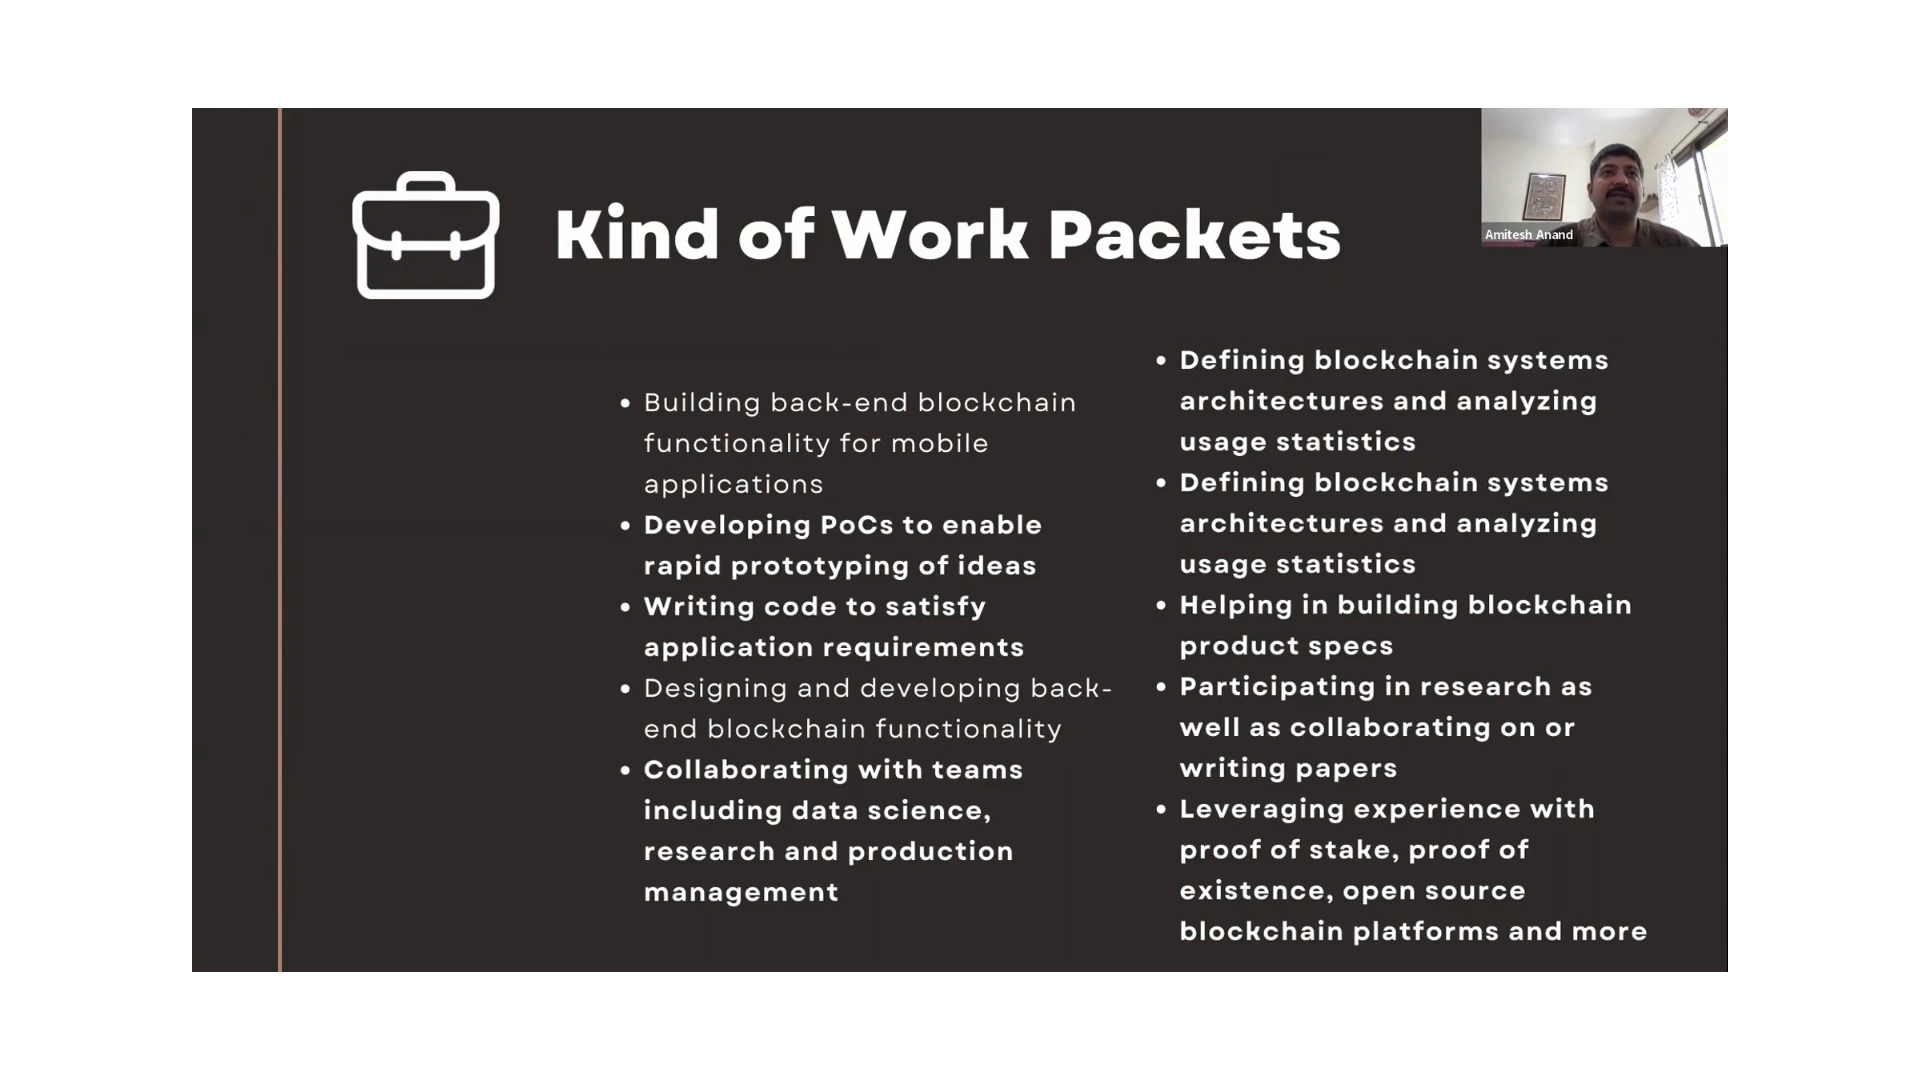 Kind of Work Packets
Amitesh Anand
• Building back-end blockchain
functionality for mobile
applications
• Developing PoCs to enable
rapid prototyping of ideas
• Writing code to satisfy
application requirements
• Designing and developing back-
end blockchain functionality
• Collaborating with teams
including data science,
research and production
management
• Defining blockchain systems
architectures and analyzing
usage statistics
• Defining blockchain systems
architectures and analyzing
usage statistics
• Helping in building blockchain
product specs
• Participating in research as
well as collaborating on or
writing papers
• Leveraging experience with
proof of stake, proof of
existence, open source
blockchain platforms and more